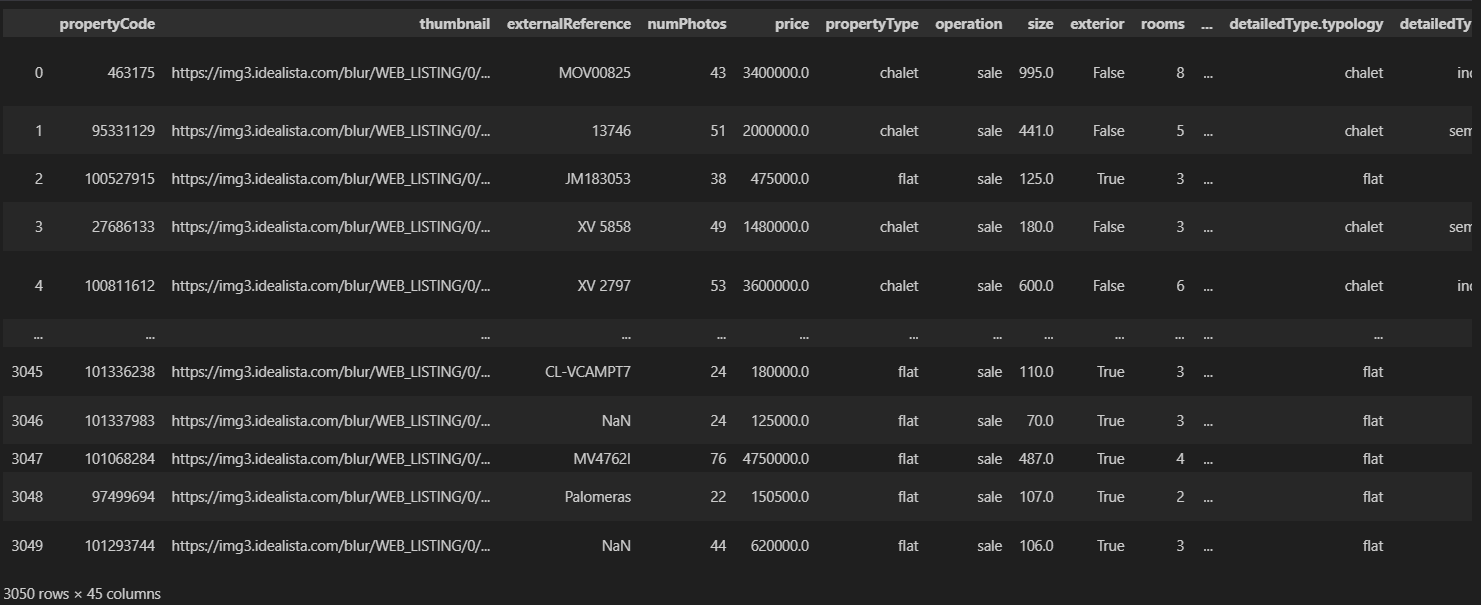 propertyCode thumbnail externalReference numPhotos price propertyType operation size exterior rooms ... detailedType.typology detailedTy
0 463175 https://img3.idealista.com/blur/WEB_LISTING/0/... MOV00825 43 3400000.0 chalet sale 995.0 False 8 ... chalet ind
1 95331129 https://img3.idealista.com/blur/WEB_LISTING/0/... 13746 51 2000000.0 chalet sale 441.0 False 5 ... chalet sem
2 100527915 https://img3.idealista.com/blur/WEB_LISTING/0/... JM183053 38 475000.0 flat sale 125.0 True 3 ... flat
3 27686133 https://img3.idealista.com/blur/WEB_LISTING/0/... XV 5858 49 1480000.0 chalet sale 180.0 False 3 ... chalet sem
4 100811612 https://img3.idealista.com/blur/WEB_LISTING/0/... XV 2797 53 3600000.0 chalet sale 600.0 False 6 ... chalet ind
... ... ... ... ... ... ... ... ... ... ... ... ...
3045 101336238 https://img3.idealista.com/blur/WEB_LISTING/0/... CL-VCAMPT7 24 180000.0 flat sale 110.0 True 3 ... flat
3046 101337983 https://img3.idealista.com/blur/WEB_LISTING/0/... NaN 24 125000.0 flat sale 70.0 True 3 ... flat
3047 101068284 https://img3.idealista.com/blur/WEB_LISTING/0/... MV4762I 76 4750000.0 flat sale 487.0 True 4 ... flat
3048 97499694 https://img3.idealista.com/blur/WEB_LISTING/0/... Palomeras 22 150500.0 flat sale 107.0 True 2 ... flat
3049 101293744 https://img3.idealista.com/blur/WEB_LISTING/0/... NaN 44 620000.0 flat sale 106.0 True 3 ... flat
3050 rows × 45 columns